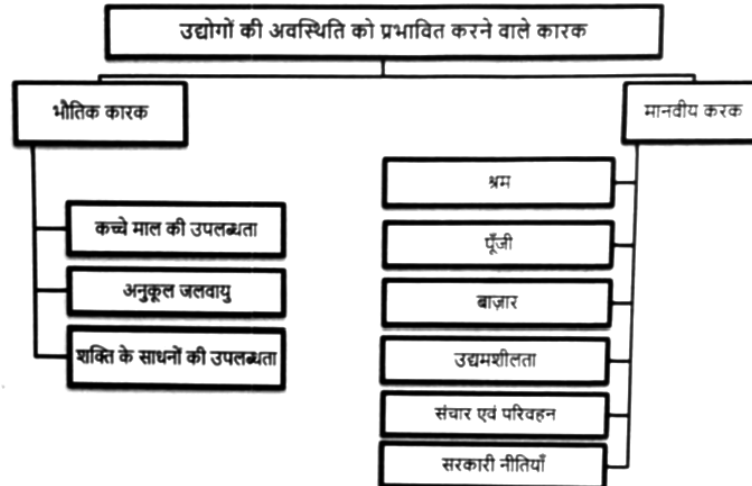 उद्योगों की अवस्थिति को प्रभावित करने वाले कारक
भौतिक कारक
कच्चे माल की उपलब्धता
अनुकूल जलवायु
शक्ति के साधनों की उपलब्धता
मानवीय करक
श्रम
पूँजी
बाज़ार
उद्यमशीलता
संचार एवं परिवहन
सरकारी नीतियाँ